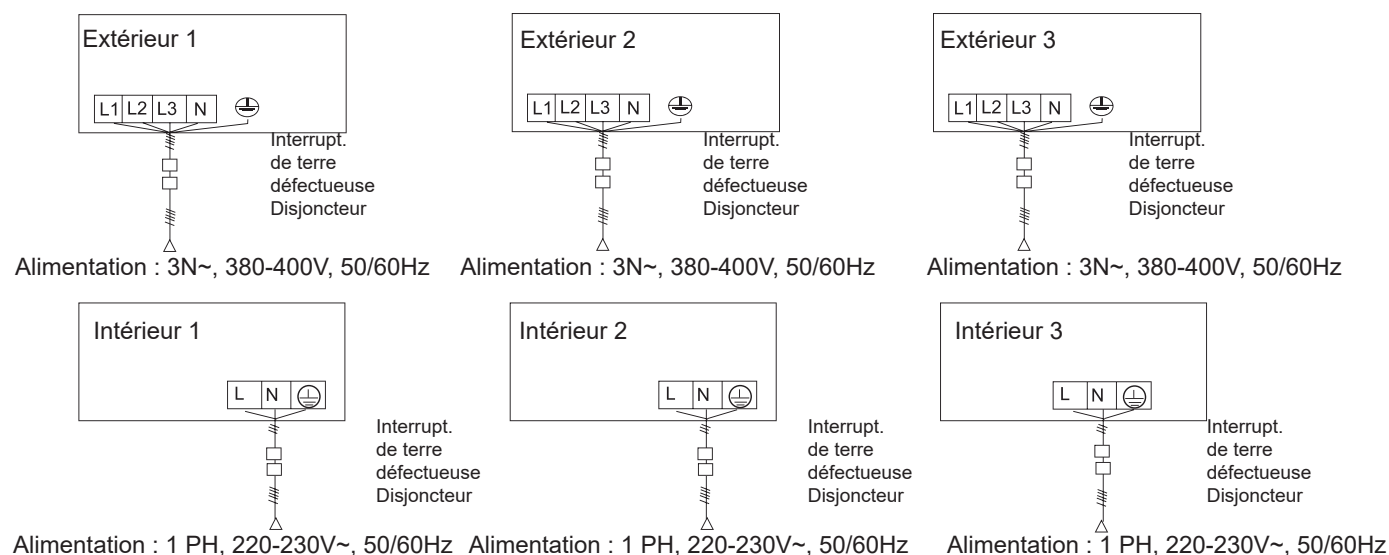 Extérieur 1
L1 L2 L3 N
Interrupt.
de terre
défectueuse
Disjoncteur
Alimentation : 3N~, 380-400V, 50/60Hz
Extérieur 2
L1 L2 L3 N
Interrupt.
de terre
défectueuse
Disjoncteur
Alimentation : 3N~, 380-400V, 50/60Hz
Extérieur 3
L1 L2 L3 N
Interrupt.
de terre
défectueuse
Disjoncteur
Alimentation : 3N~, 380-400V, 50/60Hz
Intérieur 1
L N
Interrupt.
de terre
défectueuse
Disjoncteur
Alimentation : 1 PH, 220-230V~, 50/60Hz
Intérieur 2
L N
Interrupt.
de terre
défectueuse
Disjoncteur
Alimentation : 1 PH, 220-230V~, 50/60Hz
Intérieur 3
L N
Interrupt.
de terre
défectueuse
Disjoncteur
Alimentation : 1 PH, 220-230V~, 50/60Hz